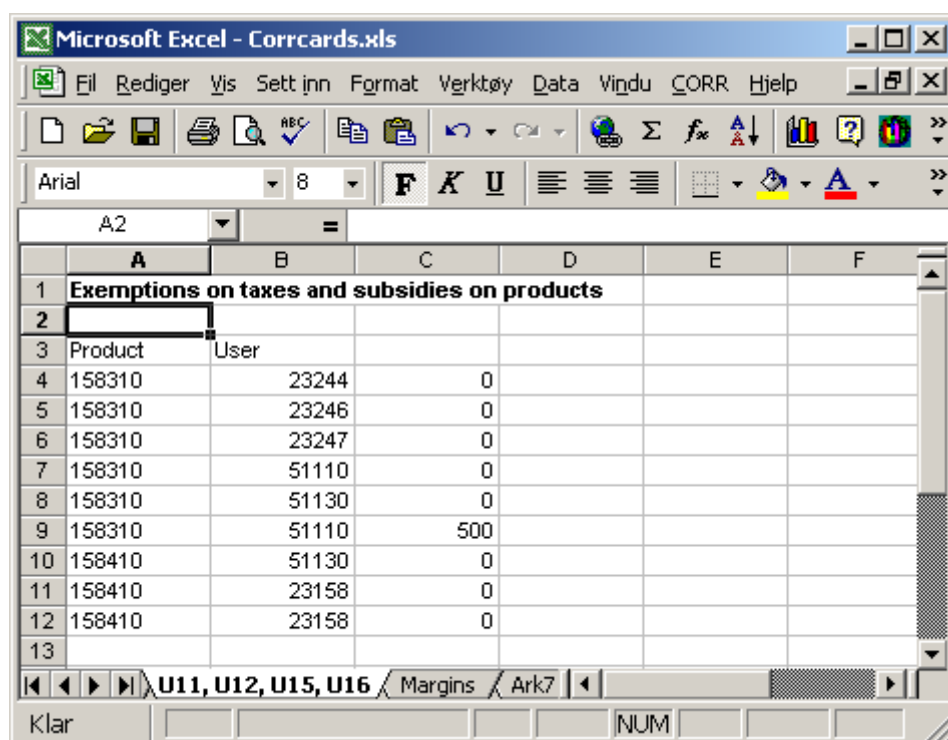 Microsoft Excel - Corrcards.xls
Fil Rediger Vis Sett inn Format Verktøy Data Vindu CORR Hjelp
ABC Σ fx A Z ? »
Arial 8 F K U A »
A2 =
A B C D E F
1 Exemptions on taxes and subsidies on products
2
3 Product User
4 158310 23244 0
5 158310 23246 0
6 158310 23247 0
7 158310 51110 0
8 158310 51130 0
9 158310 51110 500
10 158410 51130 0
11 158410 23158 0
12 158410 23158 0
13
U11, U12, U15, U16 Margins Ark7
Klar NUM